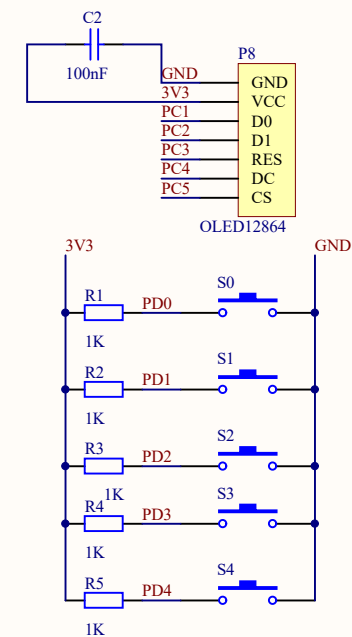 C2
100nF
P8
GND GND
3V3 VCC
PC1 D0
PC2 D1
PC3 RES
PC4 DC
PC5 CS
OLED12864
3V3 GND
R1 PD0 S0
1K
R2 PD1 S1
1K
R3 PD2 S2
1K
R4 PD3 S3
1K
R5 PD4 S4
1K